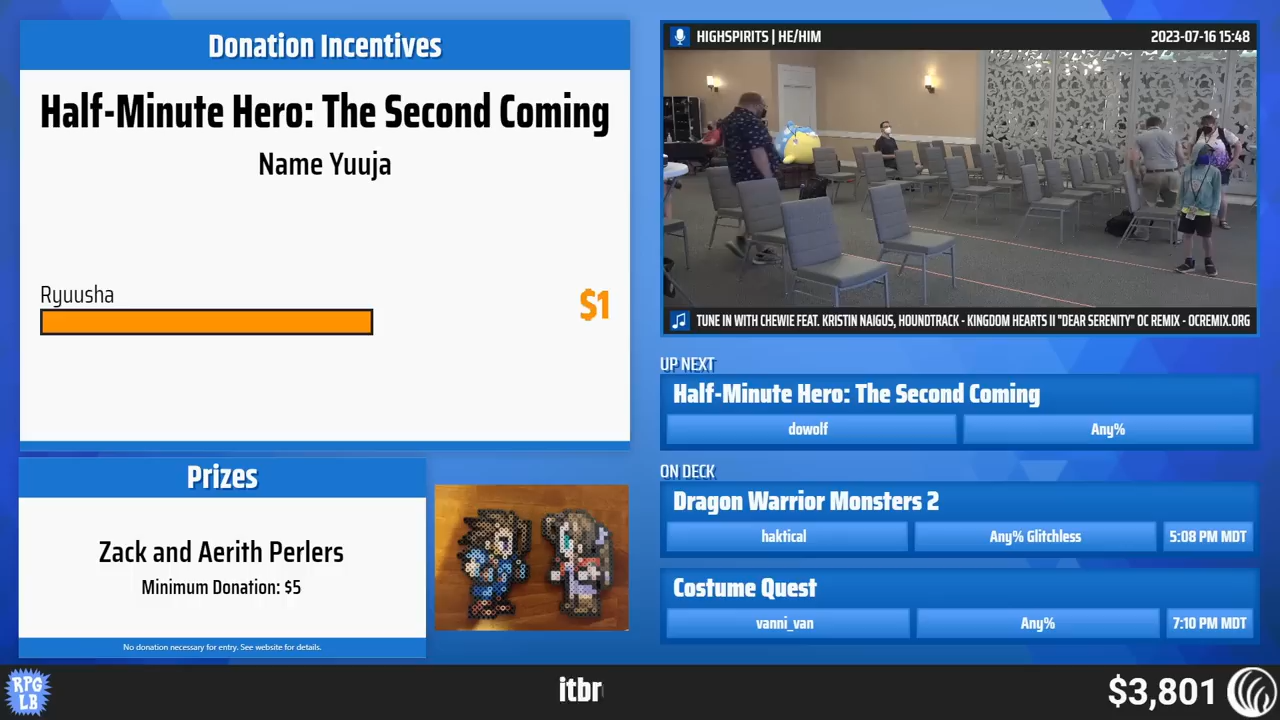 Donation Incentives
Half-Minute Hero: The Second Coming
Name Yuuja
Ryuusha
$1
Prizes
Zack and Aerith Perlers
Minimum Donation: $5
No donation necessary for entry. See website for details.
HIGHSPIRITS | HE/HIM
2023-07-16 15:48
TUNE IN WITH CHEWIE FEAT. KRISTIN NAIGUS, HOUNDTRACK - KINGDOM HEARTS II "DEAR SERENITY" OC REMIX - OCREMIX.ORG
UP NEXT
Half-Minute Hero: The Second Coming
dowolf
Any%
ON DECK
Dragon Warrior Monsters 2
haktical
Any% Glitchless
5:08 PM MDT
Costume Quest
vanni_van
Any%
7:10 PM MDT
RPG
LB
itbr
$3,801